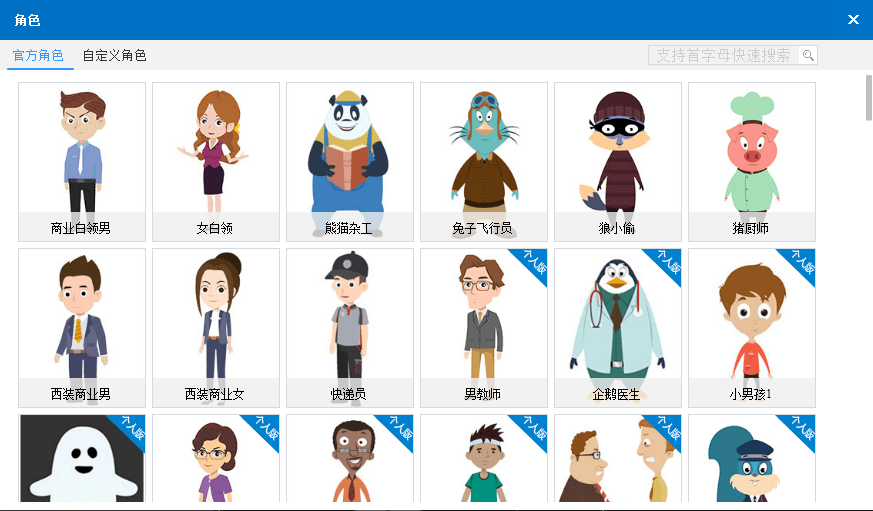 角色
官方角色 自定义角色
支持首字母快速搜索
商业白领男
女白领
熊猫杂工
兔子飞行员
狼小偷
猪厨师
个人版
个人版
个人版
西装商业男
西装商业女
快递员
男教师
企鹅医生
小男孩1
个人版
个人版
个人版
个人版
个人版
个人版